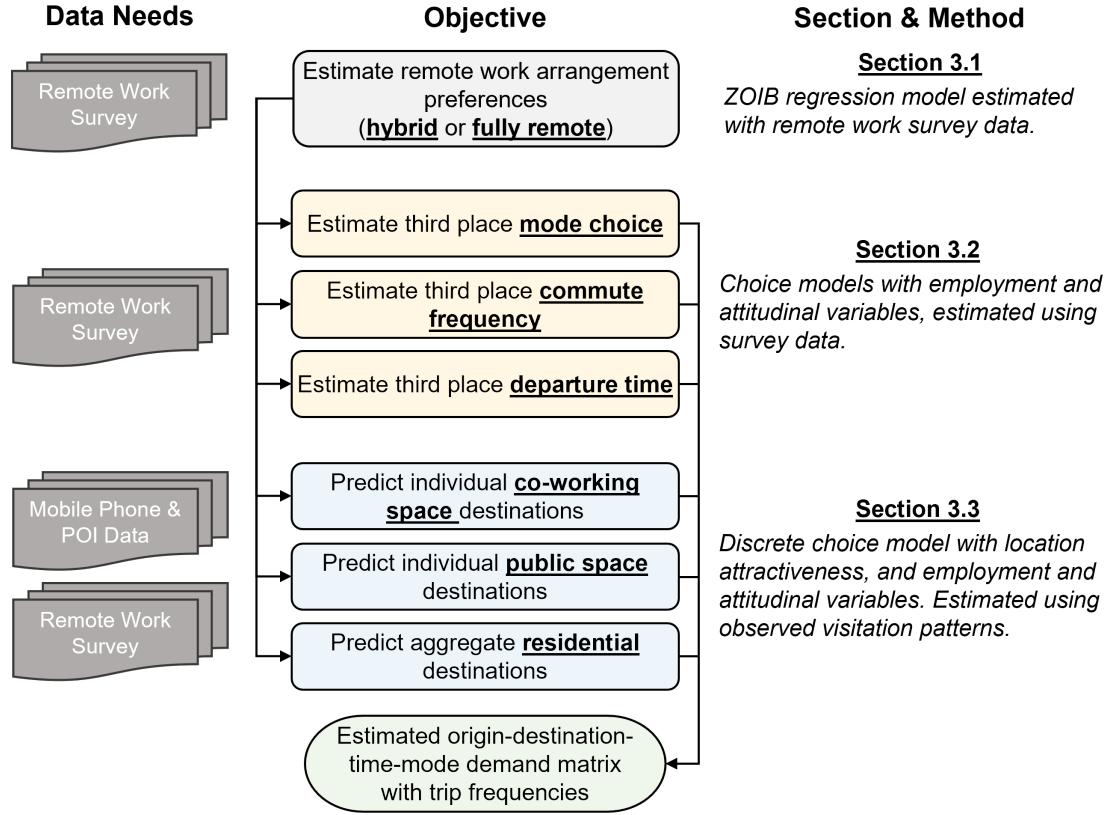 Data Needs
Objective
Section & Method
Remote Work
Survey
Estimate remote work arrangement
preferences
(hybrid or fully remote)
Section 3.1
ZOIB regression model estimated
with remote work survey data.
Remote Work
Survey
Estimate third place mode choice
Estimate third place commute
frequency
Estimate third place departure time
Section 3.2
Choice models with employment and
attitudinal variables, estimated using
survey data.
Mobile Phone &
POI Data
Remote Work
Survey
Predict individual co-working
space destinations
Predict individual public space
destinations
Predict aggregate residential
destinations
Section 3.3
Discrete choice model with location
attractiveness, and employment and
attitudinal variables. Estimated using
observed visitation patterns.
Estimated origin-destination-
time-mode demand matrix
with trip frequencies